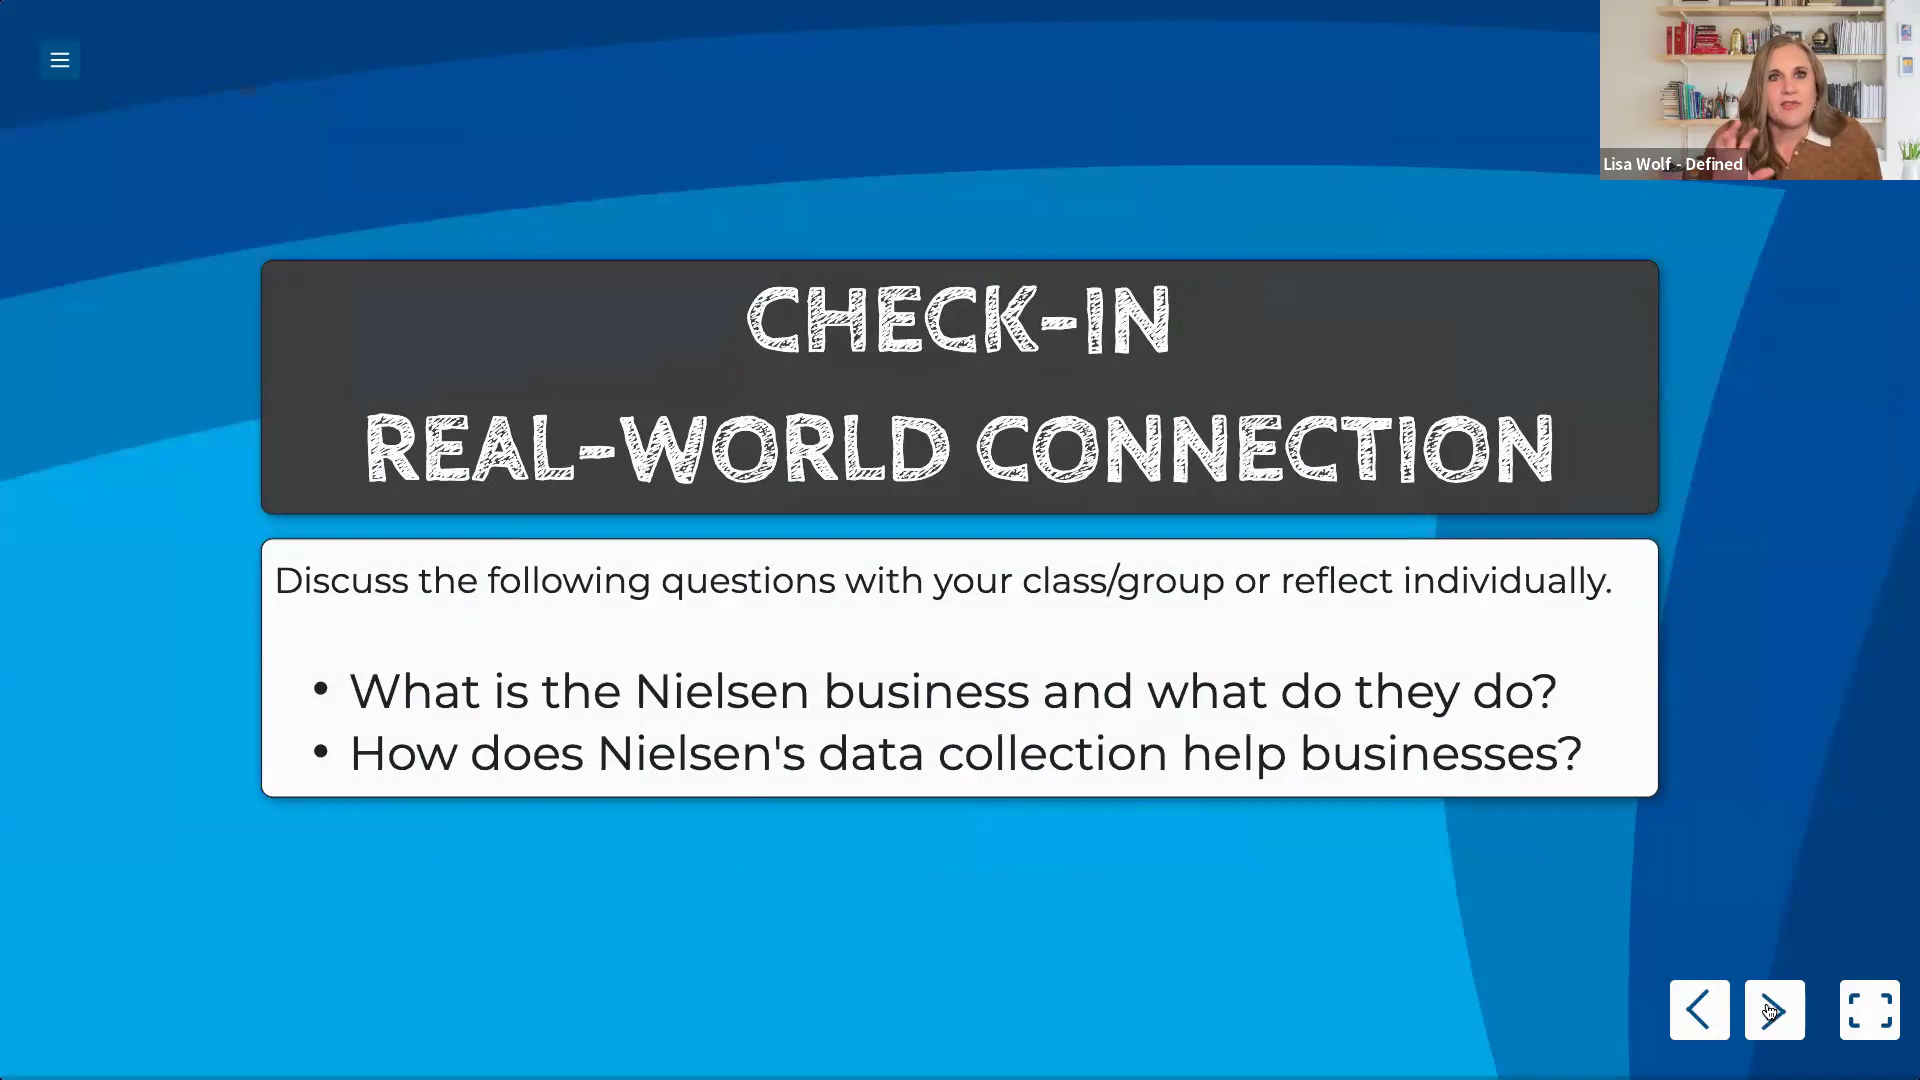 Lisa Wolf - Defined
CHECK-IN
REAL-WORLD CONNECTION
Discuss the following questions with your class/group or reflect individually.
• What is the Nielsen business and what do they do?
• How does Nielsen's data collection help businesses?